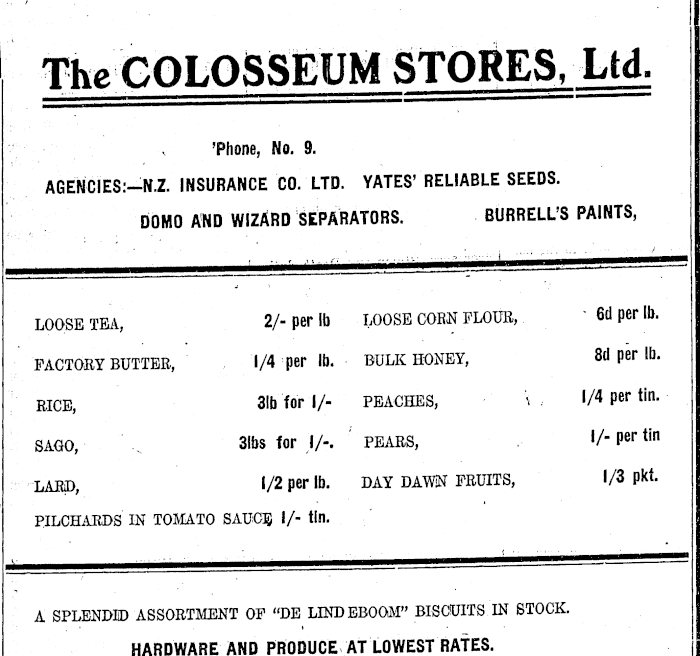 The COLOSSEUM STORES, Ltd.
'Phone, No. 9.
AGENCIES:—N.Z. INSURANCE CO. LTD. YATES' RELIABLE SEEDS.
DOMO AND WIZARD SEPARATORS. BURRELL'S PAINTS,
LOOSE TEA, 2/- per lb LOOSE CORN FLOUR, 6d per lb.
FACTORY BUTTER, 1/4 per lb. BULK HONEY, 8d per lb.
RICE, 3lb for 1/- PEACHES, 1/4 per tin.
SAGO, 3lbs for 1/-. PEARS, 1/- per tin
LARD, 1/2 per lb. DAY DAWN FRUITS, 1/3 pkt.
PILCHARDS IN TOMATO SAUCE, 1/- tin.
A SPLENDID ASSORTMENT OF "DE LINDEBOOM" BISCUITS IN STOCK.
HARDWARE AND PRODUCE AT LOWEST RATES.